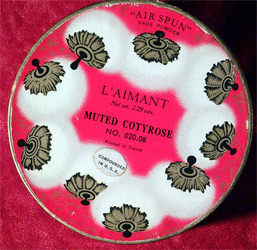 "AIR SPUN"
FACE POWDER
L'AIMANT
Net wt. 2.29 ozs.
MUTED COTYROSE
NO. 020.08
Printed in France
COMPOUNDED
IN U.S.A.